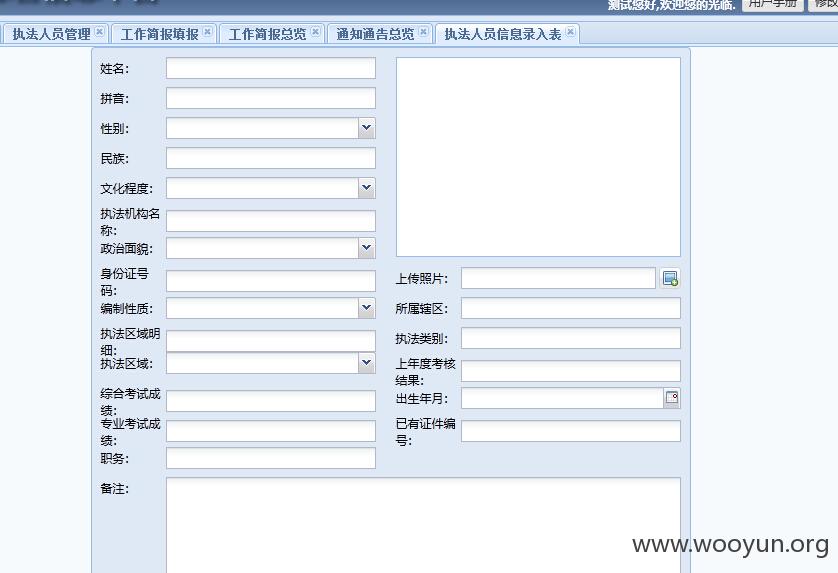 测试您好,欢迎您的光临. 用户手册 修改
执法人员管理 工作简报填报 工作简报总览 通知通告总览 执法人员信息录入表
姓名:
拼音:
性别:
民族:
文化程度:
执法机构名
称:
政治面貌:
身份证号
码:
上传照片:
编制性质:
所属辖区:
执法区域明
细:
执法类别:
执法区域:
上年度考核
结果:
综合考试成
绩:
出生年月:
专业考试成
绩:
已有证件编
号:
职务:
备注:
www.wooyun.org